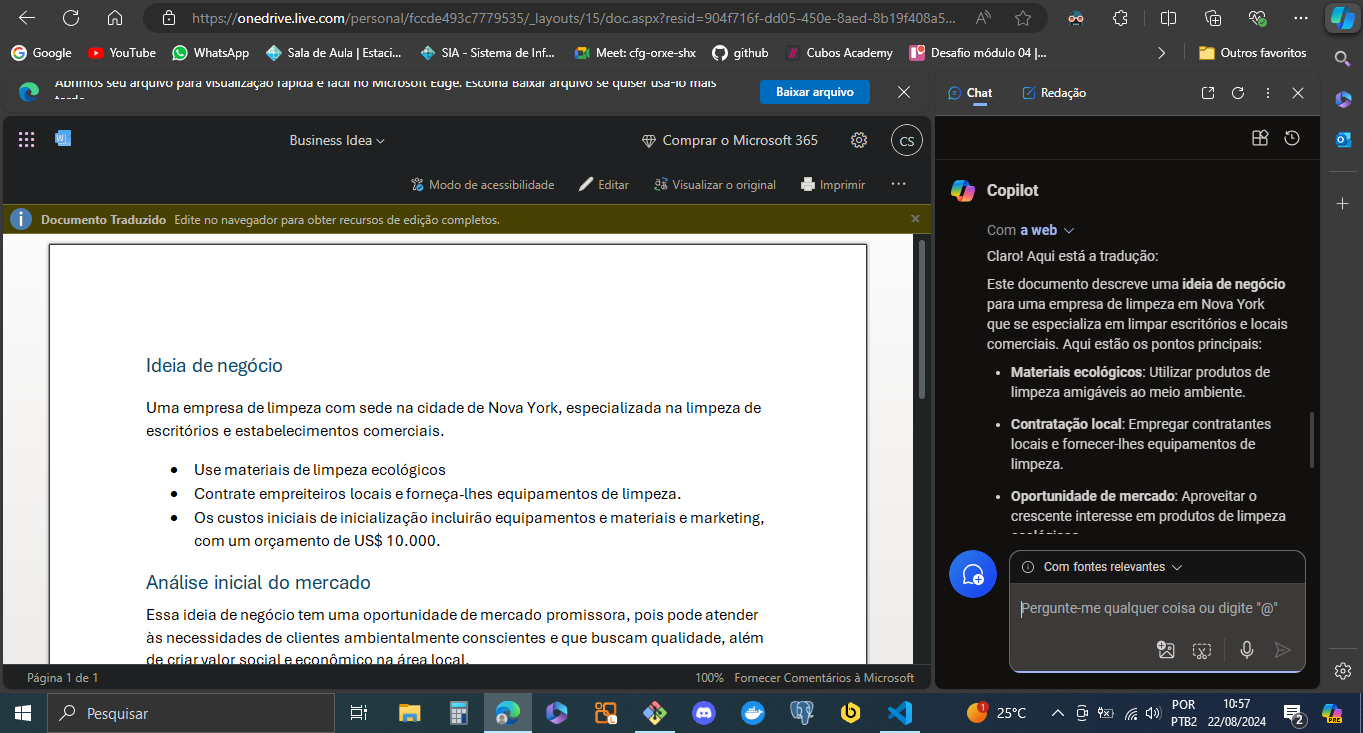 https://onedrive.live.com/personal/fccde493c7779535/_layouts/15/doc.aspx?resid=904f716f-dd05-450e-8aed-8b19f408a5...
Google
YouTube
WhatsApp
Sala de Aula | Estaci...
SIA - Sistema de Inf...
Meet: cfg-orxe-shx
github
Cubos Academy
Desafio módulo 04 |...
Outros favoritos
Abrimos seu arquivo para visualização rápida e fácil no Microsoft Edge. Escolha Baixar arquivo se quiser usá-lo mais
tarde.
Baixar arquivo
Business Idea
Comprar o Microsoft 365
CS
Modo de acessibilidade
Editar
Visualizar o original
Imprimir
Documento Traduzido Edite no navegador para obter recursos de edição completos.
Ideia de negócio
Uma empresa de limpeza com sede na cidade de Nova York, especializada na limpeza de
escritórios e estabelecimentos comerciais.
• Use materiais de limpeza ecológicos
• Contrate empreiteiros locais e forneça-lhes equipamentos de limpeza.
• Os custos iniciais de inicialização incluirão equipamentos e materiais e marketing,
com um orçamento de US$ 10.000.
Análise inicial do mercado
Essa ideia de negócio tem uma oportunidade de mercado promissora, pois pode atender
às necessidades de clientes ambientalmente conscientes e que buscam qualidade, além
de criar valor social e econômico na área local.
Página 1 de 1
100%
Fornecer Comentários à Microsoft
Chat
Redação
Copilot
Com a web
Claro! Aqui está a tradução:
Este documento descreve uma ideia de negócio
para uma empresa de limpeza em Nova York
que se especializa em limpar escritórios e locais
comerciais. Aqui estão os pontos principais:
• Materiais ecológicos: Utilizar produtos de
limpeza amigáveis ao meio ambiente.
• Contratação local: Empregar contratantes
locais e fornecer-lhes equipamentos de
limpeza.
• Oportunidade de mercado: Aproveitar o
crescente interesse em produtos de limpeza
ecológicos
Com fontes relevantes
Pergunte-me qualquer coisa ou digite "@"
Pesquisar
1
25°C
POR
PTB2
10:57
22/08/2024
2
PRE